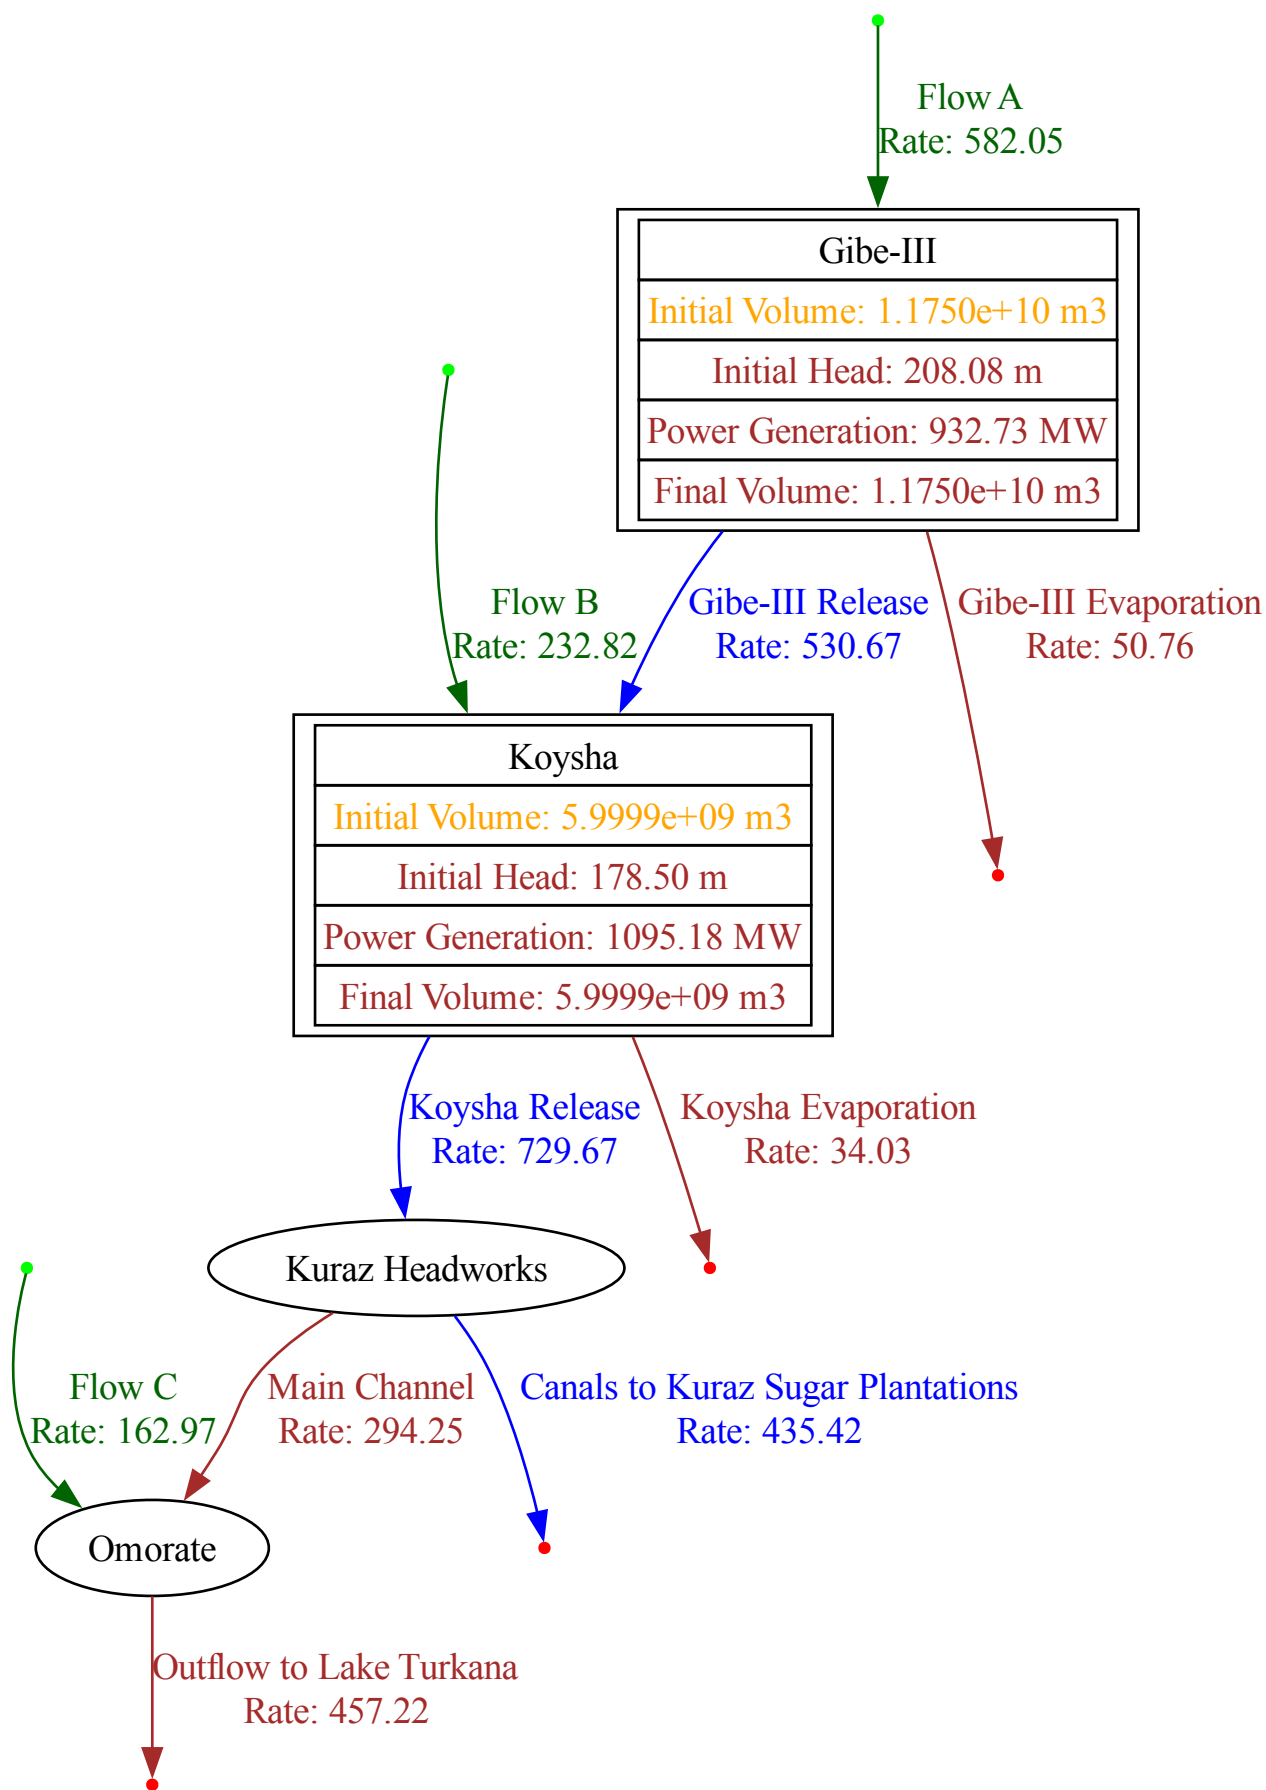 Flow A
Rate: 582.05
Gibe-III
Initial Volume: 1.1750e+10 m3
Initial Head: 208.08 m
Power Generation: 932.73 MW
Final Volume: 1.1750e+10 m3
Flow B
Rate: 232.82
Gibe-III Release
Rate: 530.67
Gibe-III Evaporation
Rate: 50.76
Koysha
Initial Volume: 5.9999e+09 m3
Initial Head: 178.50 m
Power Generation: 1095.18 MW
Final Volume: 5.9999e+09 m3
Koysha Release
Rate: 729.67
Koysha Evaporation
Rate: 34.03
Kuraz Headworks
Flow C
Rate: 162.97
Main Channel
Rate: 294.25
Canals to Kuraz Sugar Plantations
Rate: 435.42
Omorate
Outflow to Lake Turkana
Rate: 457.22